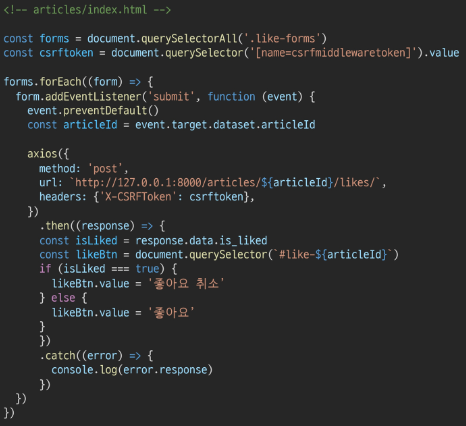 <!-- articles/index.html -->
const forms = document.querySelectorAll('.like-forms')
const csrftoken = document.querySelector('[name=csrfmiddlewaretoken]').value
forms.forEach((form) => {
form.addEventListener('submit', function (event) {
event.preventDefault()
const articleId = event.target.dataset.articleId
axios({
method: 'post',
url: `http://127.0.0.1:8000/articles/${articleId}/likes/`,
headers: {'X-CSRFToken': csrftoken},
})
.then((response) => {
const isLiked = response.data.is_liked
const likeBtn = document.querySelector(`#like-${articleId}`)
if (isLiked === true) {
likeBtn.value = '좋아요 취소'
} else {
likeBtn.value = '좋아요'
}
})
.catch((error) => {
console.log(error.response)
})
})
})